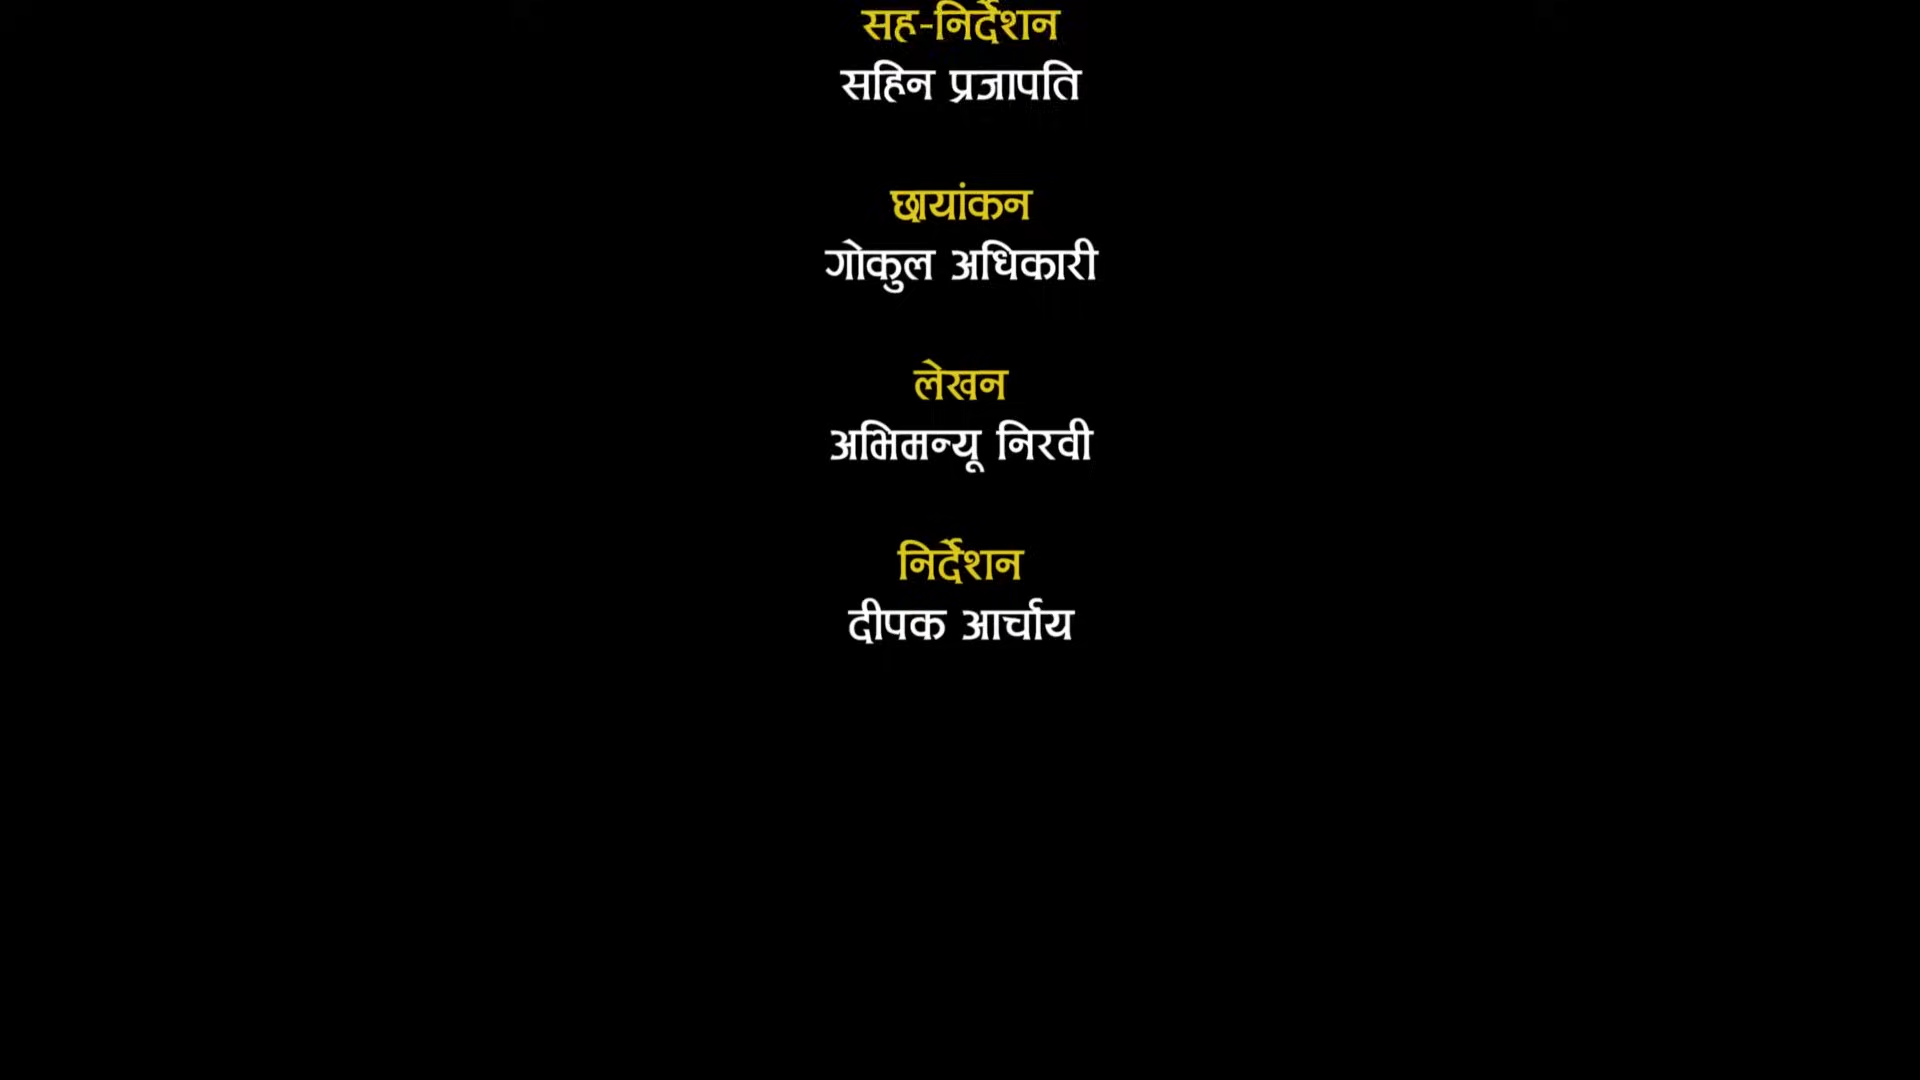 सह-निर्देशन
सहिन प्रजापति
छायांकन
गोकुल अधिकारी
लेखन
अभिमन्यू निरवी
निर्देशन
दीपक आर्चाय